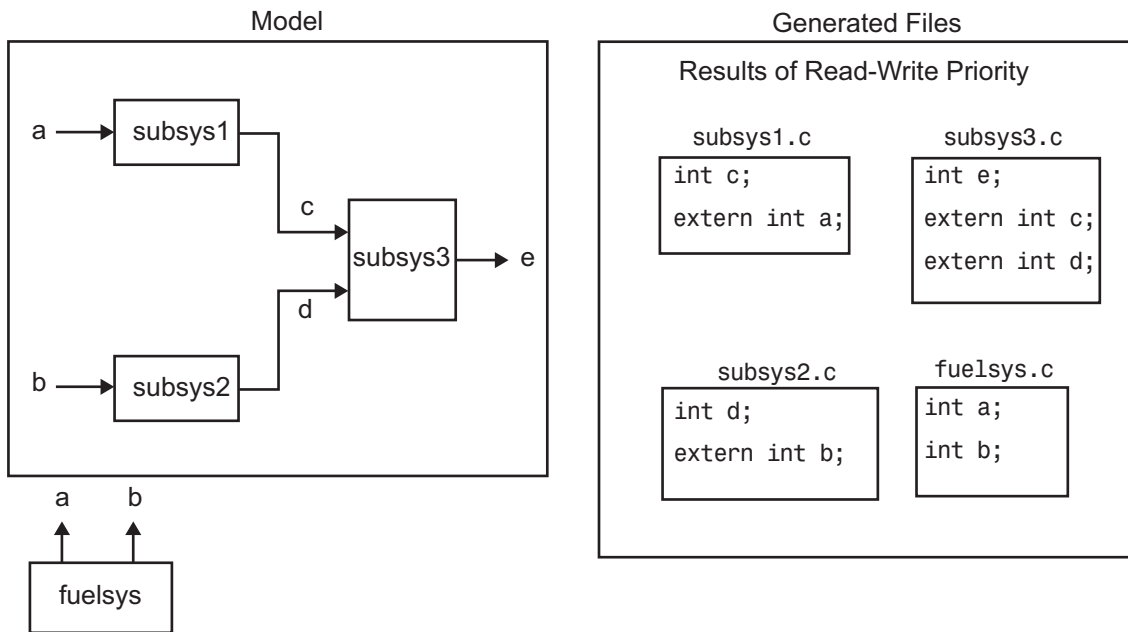 Model
a
subsys1
c
subsys3
e
d
b
subsys2
a b
fuelsys
Generated Files
Results of Read-Write Priority
subsys1.c
int c;
extern int a;
subsys3.c
int e;
extern int c;
extern int d;
subsys2.c
int d;
extern int b;
fuelsys.c
int a;
int b;